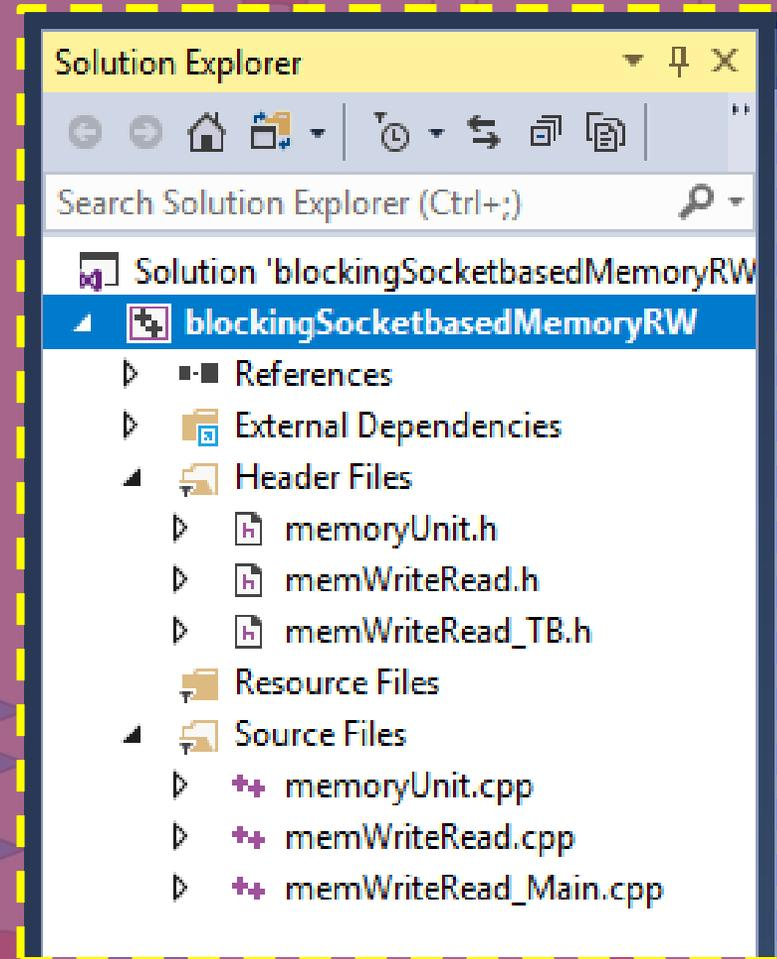 Solution Explorer
Search Solution Explorer (Ctrl+;)
Solution 'blockingSocketbasedMemoryRW
blockingSocketbasedMemoryRW
References
External Dependencies
Header Files
memoryUnit.h
memWriteRead.h
memWriteRead_TB.h
Resource Files
Source Files
memoryUnit.cpp
memWriteRead.cpp
memWriteRead_Main.cpp